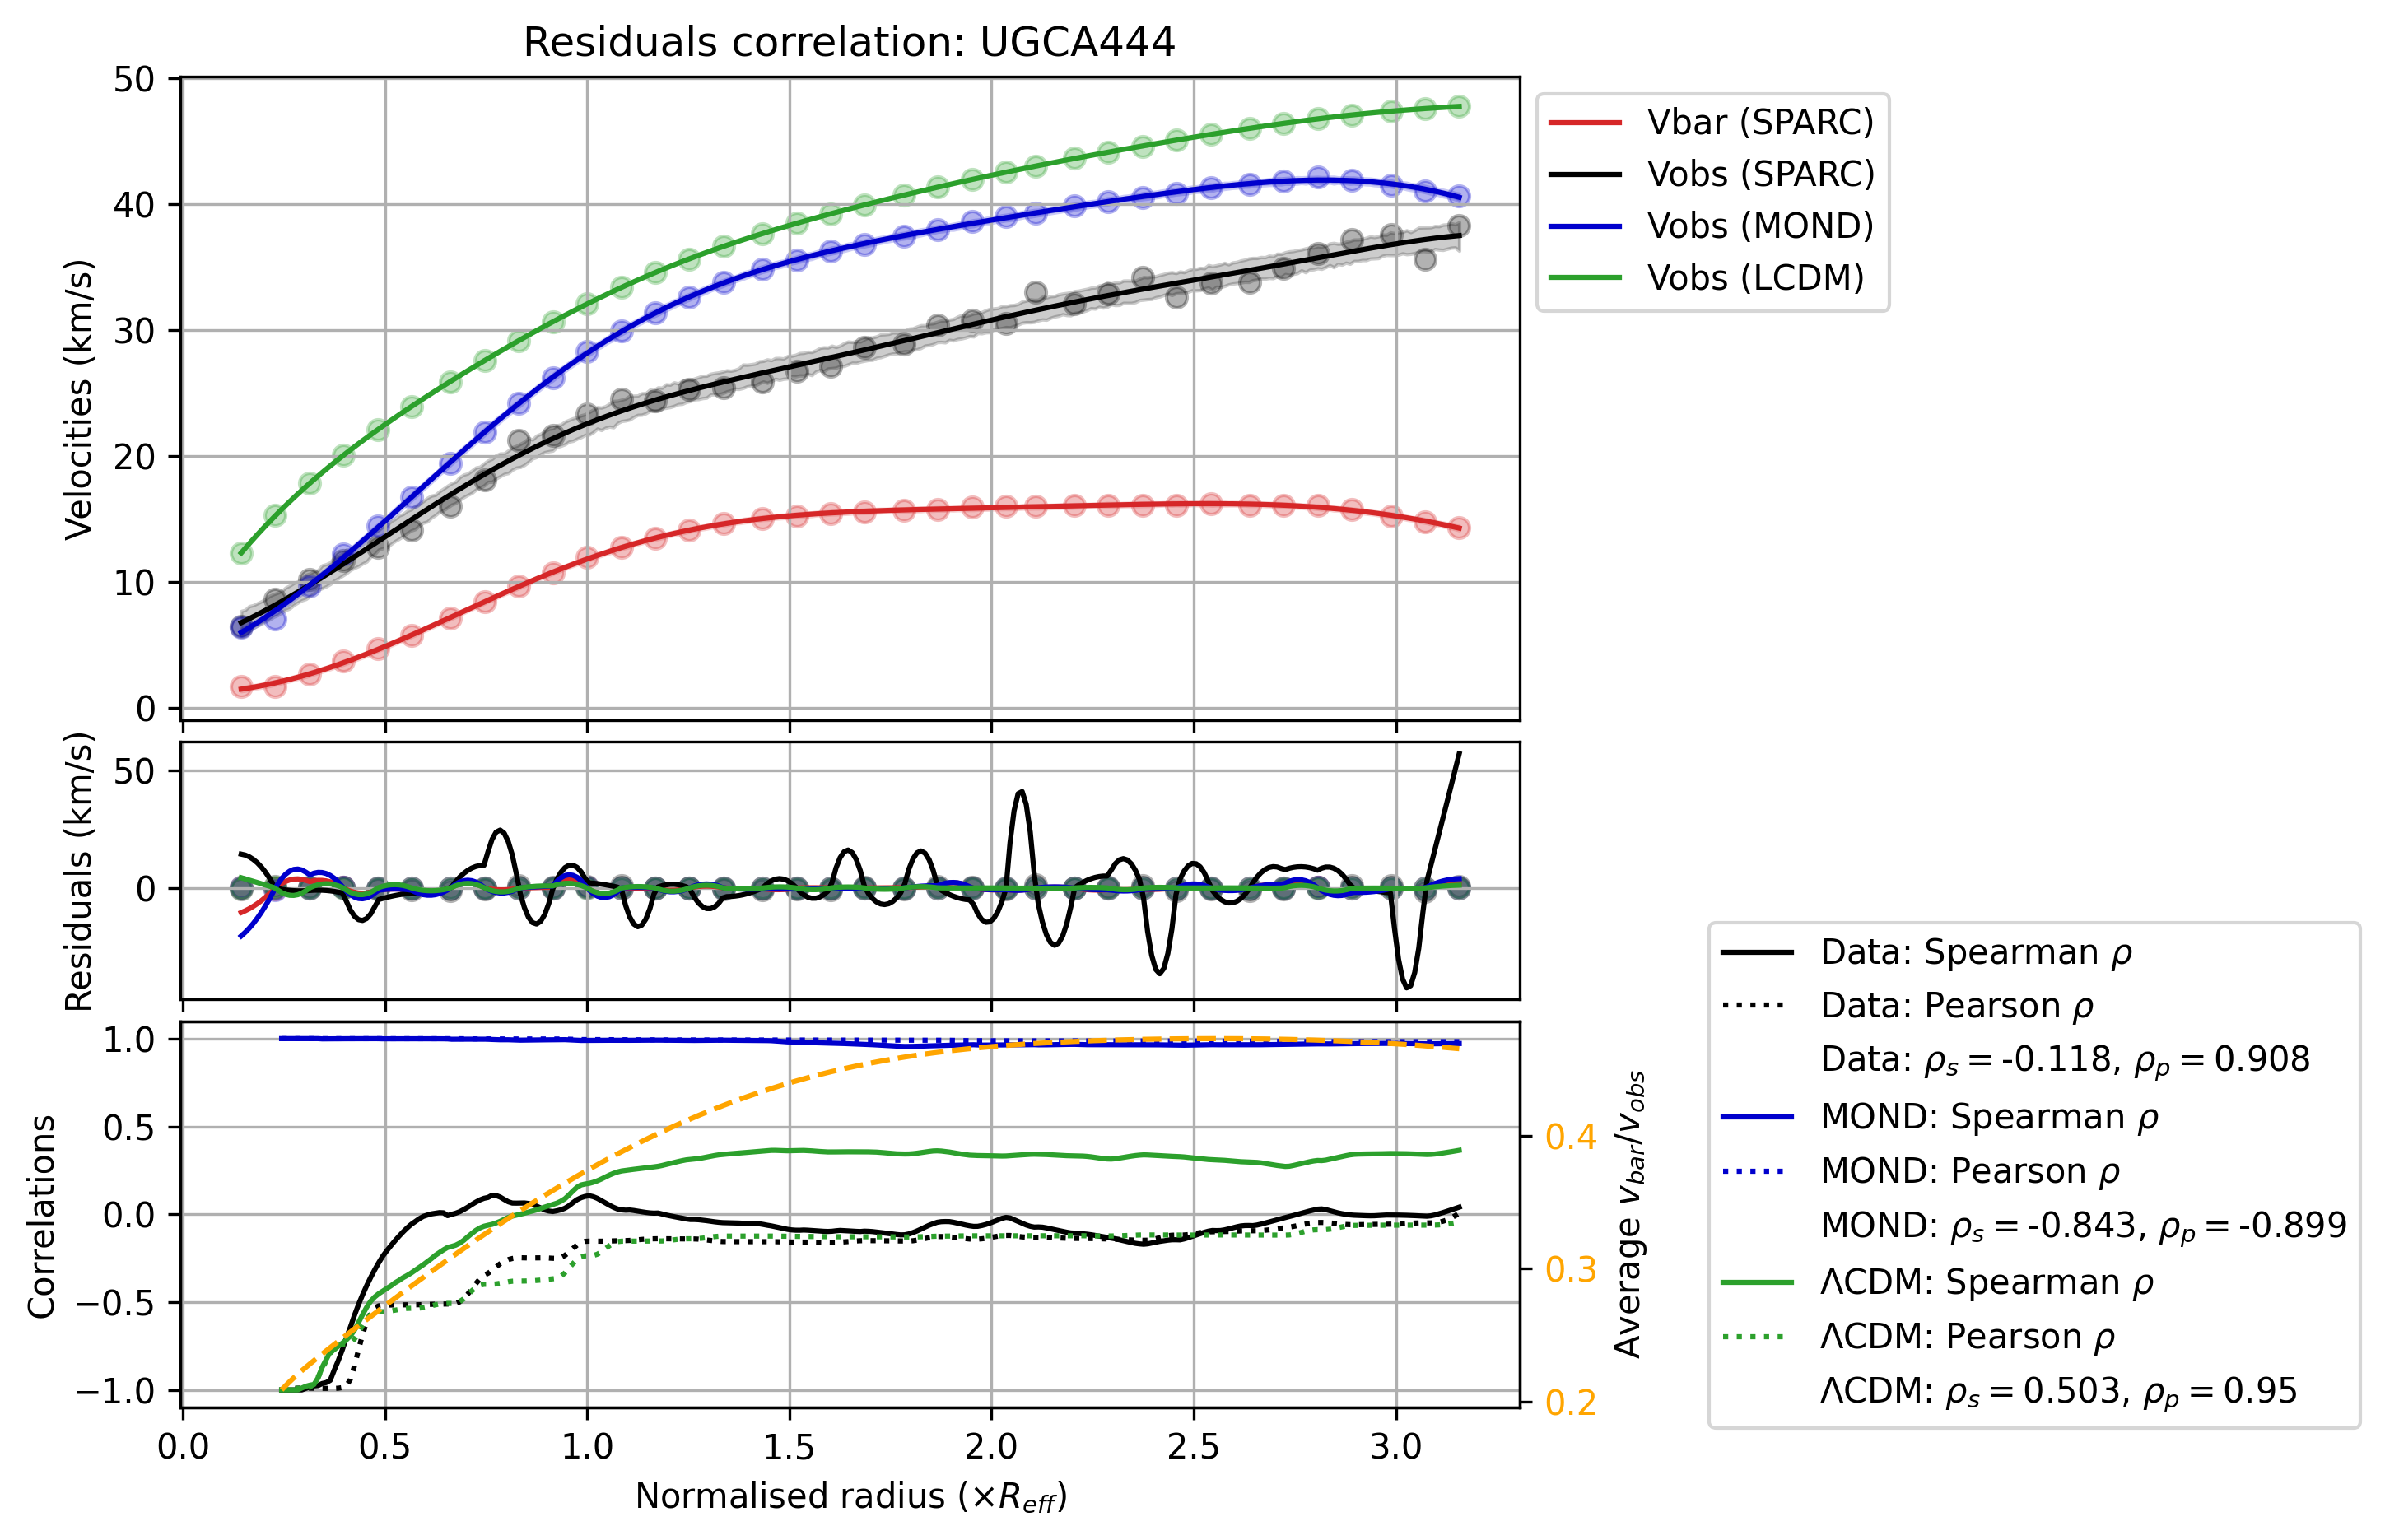 Residuals correlation: UGCA444
50
40
30
20
10
0
Velocities (km/s)
Vbar (SPARC)
Vobs (SPARC)
Vobs (MOND)
Vobs (LCDM)
50
0
Residuals (km/s)
1.0
0.5
0.0
−0.5
−1.0
Correlations
0.4
0.3
0.2
Average v_bar/v_obs
0.0 0.5 1.0 1.5 2.0 2.5 3.0
Normalised radius (×R_eff)
Data: Spearman ρ
Data: Pearson ρ
Data: ρ_s = -0.118, ρ_p = 0.908
MOND: Spearman ρ
MOND: Pearson ρ
MOND: ρ_s = -0.843, ρ_p = -0.899
ΛCDM: Spearman ρ
ΛCDM: Pearson ρ
ΛCDM: ρ_s = 0.503, ρ_p = 0.95